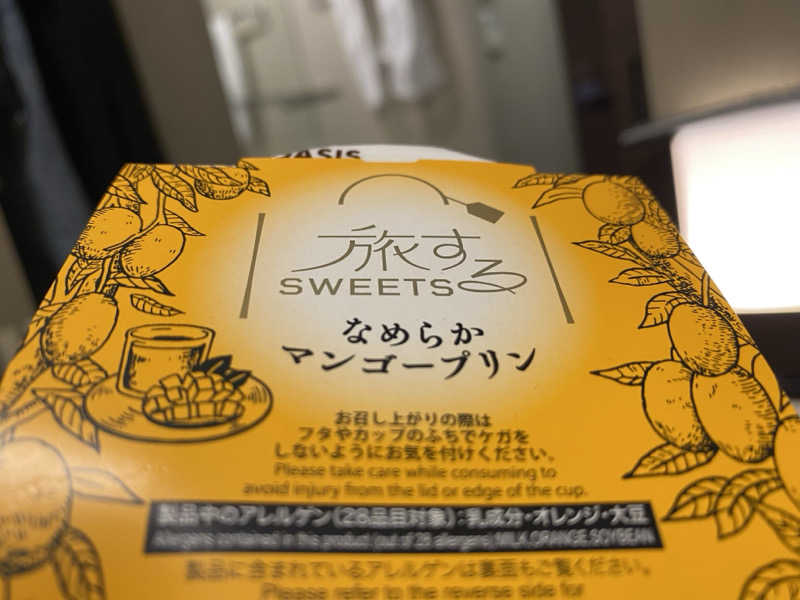 OASIS
旅する
SWEETS
なめらか
マンゴープリン
お召し上がりの際は
フタやカップのふちでケガを
しないようにお気を付けください。
Please take care while consuming to
avoid injury from the lid or edge of the cup.
製品中のアレルゲン(28品目対象):乳成分・オレンジ・大豆
Allergens contained in this product (out of 28 allergens):MILK,ORANGE,SOYBEAN
製品に含まれているアレルゲンは裏面もご覧ください。
Please refer to the reverse side for